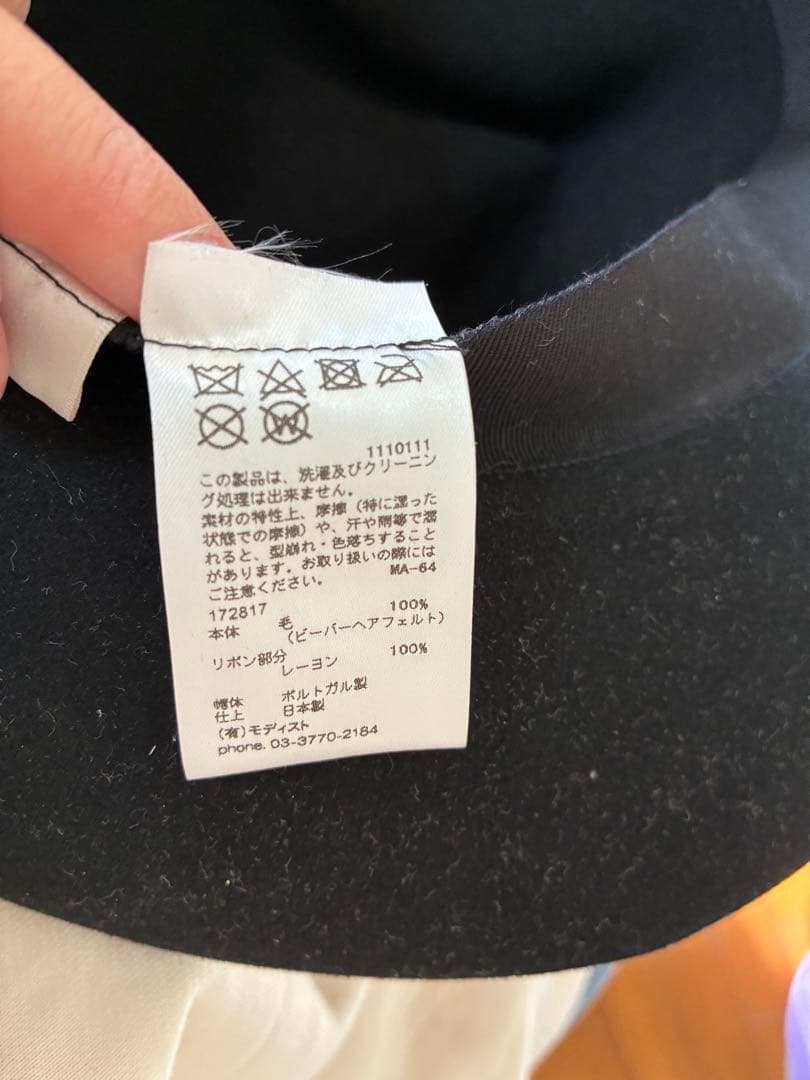 W
1110111
この製品は、洗濯及びクリーニン
グ処理は出来ません。
素材の特性上、摩擦（特に湿った
状態での摩擦）や、汗や雨等で濡
れると、型崩れ・色落ちすること
があります。お取り扱いの際には
ご注意ください。 MA-64
172817
本体 毛 100%
（ビーバーヘアフェルト）
リボン部分 レーヨン 100%
帽体 ポルトガル製
仕上 日本製
(有)モディスト
phone. 03-3770-2184